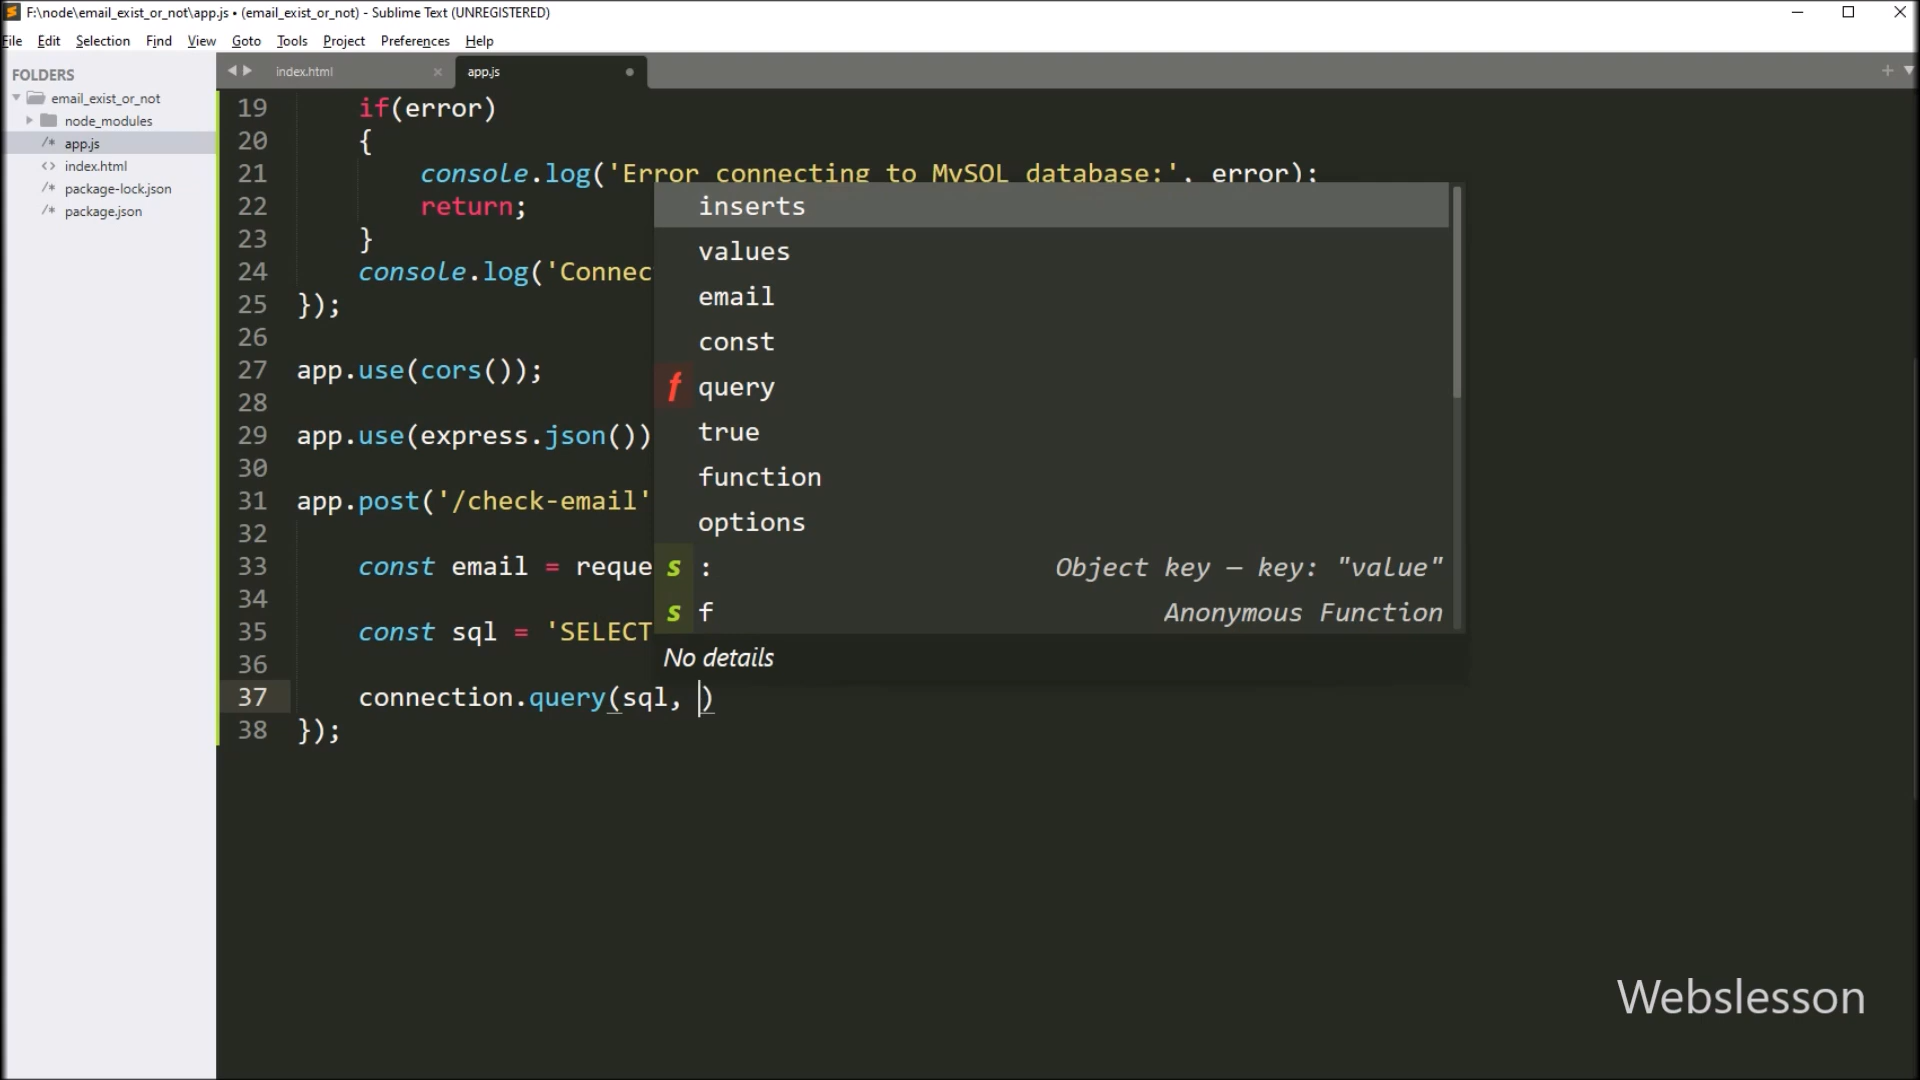 F:\node\email_exist_or_not\app.js • (email_exist_or_not) - Sublime Text (UNREGISTERED)
File Edit Selection Find View Goto Tools Project Preferences Help
FOLDERS
email_exist_or_not
node_modules
app.js
index.html
package-lock.json
package.json
index.html app.js
19 if(error)
20 {
21 console.log('Error connecting to MySQL database:', error);
22 return;
23 }
24 console.log('Connec
25 });
26
27 app.use(cors());
28
29 app.use(express.json())
30
31 app.post('/check-email'
32
33 const email = reque
34
35 const sql = 'SELECT
36
37 connection.query(sql, )
38 });
inserts
values
email
const
f query
true
function
options
s : Object key — key: "value"
s f Anonymous Function
No details
Webslesson